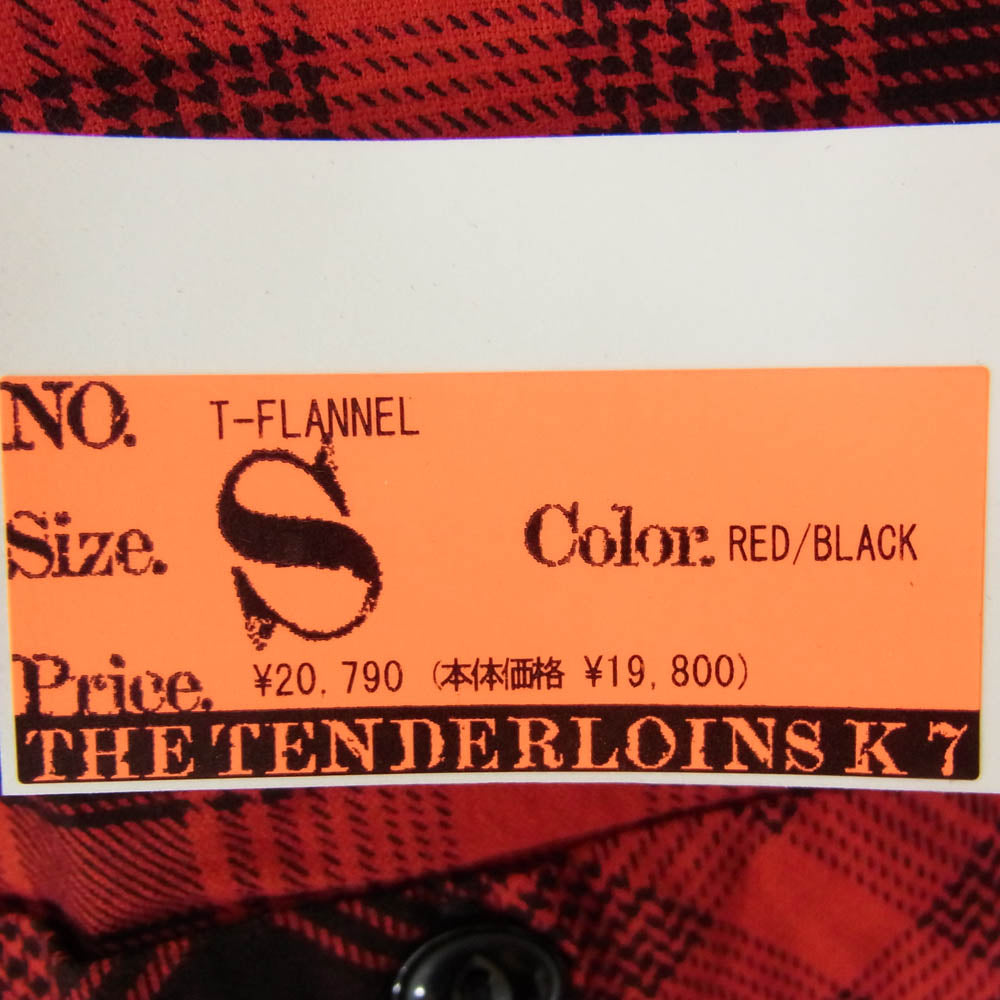 NO. T-FLANNEL
Size. S Color. RED/BLACK
Price. ¥20,790 (本体価格 ¥19,800)
THE TENDERLOINS K 7